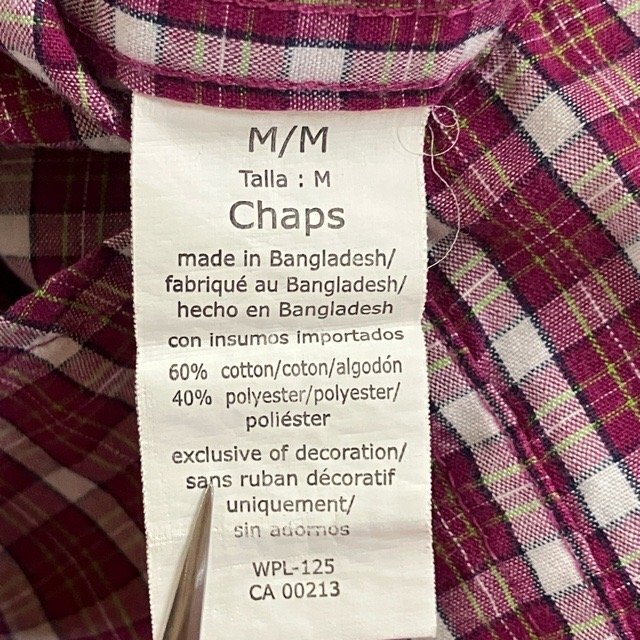 M/M
Talla : M
Chaps
made in Bangladesh/
fabriqué au Bangladesh/
hecho en Bangladesh
con insumos importados
60% cotton/coton/algodón
40% polyester/polyester/
poliéster
exclusive of decoration/
sans ruban décoratif
uniquement/
sin adornos
WPL-125
CA 00213